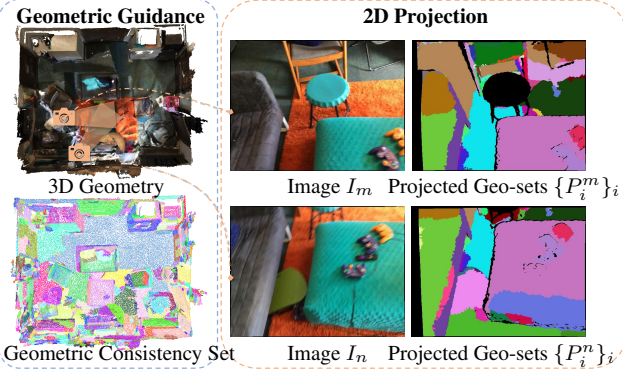 Geometric Guidance
2D Projection
3D Geometry
Image $I_m$
Projected Geo-sets $\{P_i^m\}_i$
Geometric Consistency Set
Image $I_n$
Projected Geo-sets $\{P_i^n\}_i$